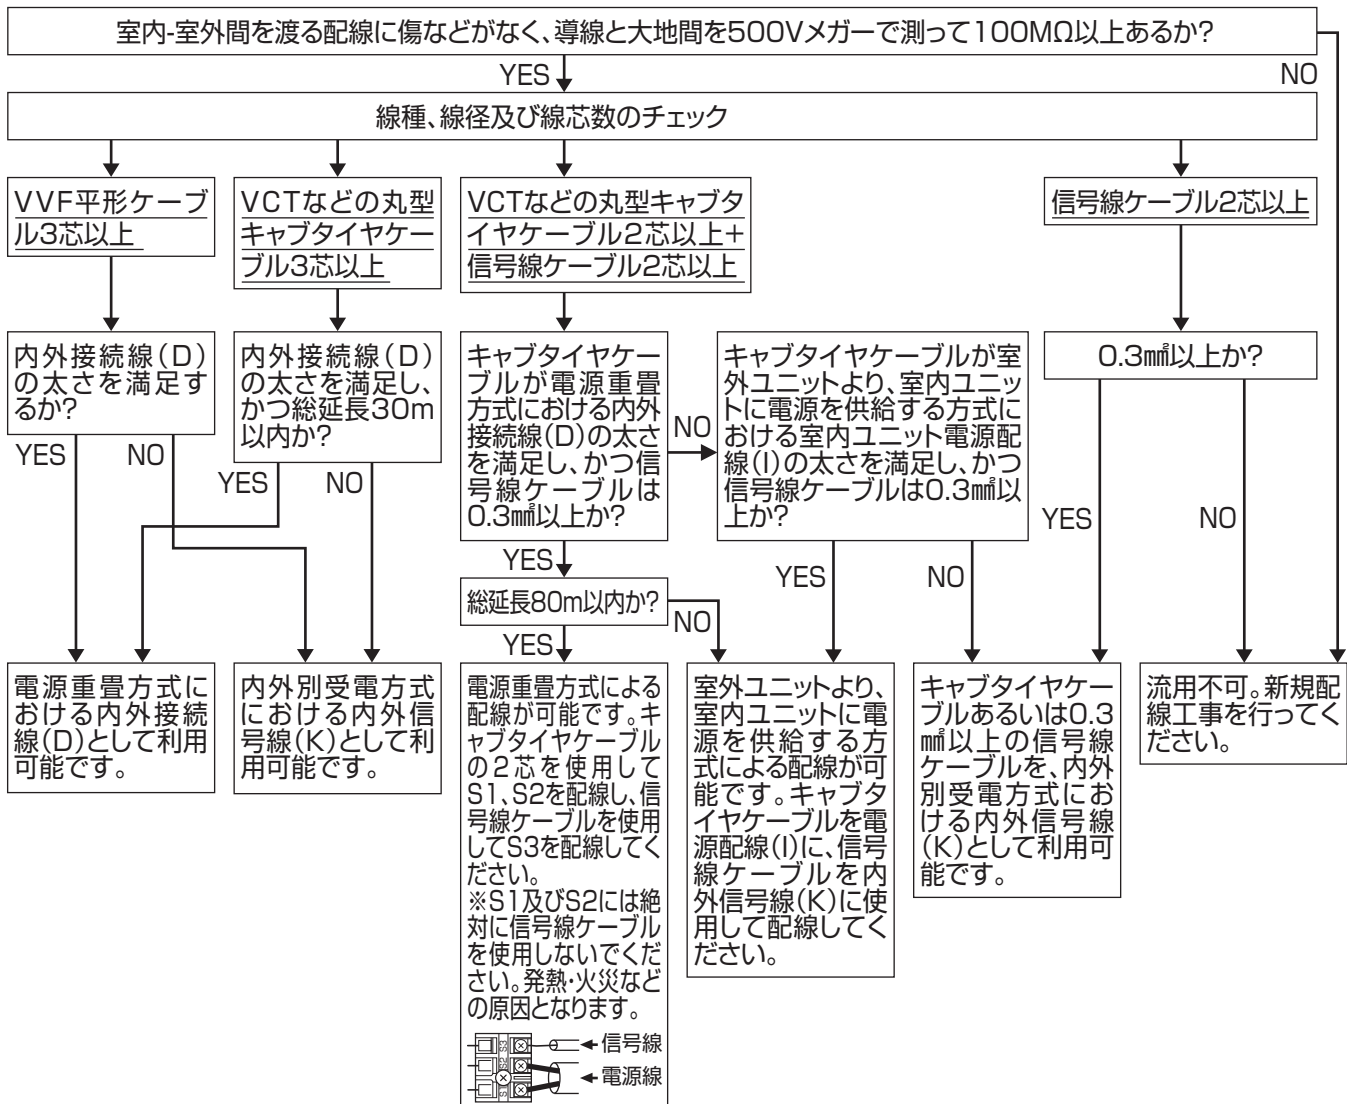 室内-室外間を渡る配線に傷などがなく、導線と大地間を500Vメガーで測って100MΩ以上あるか?
YES
NO
線種、線径及び線芯数のチェック
VVF平形ケーブ
ル3芯以上
VCTなどの丸型
キャブタイヤケー
ブル3芯以上
VCTなどの丸型キャブタ
イヤケーブル2芯以上+
信号線ケーブル2芯以上
信号線ケーブル2芯以上
内外接続線(D)
の太さを満足す
るか?
YES
NO
内外接続線(D)
の太さを満足し、
かつ総延長30m
以内か?
YES
NO
キャブタイヤケー
ブルが電源重畳
方式における内外
接続線(D)の太さ
を満足し、かつ信
号線ケーブルは
0.3㎟以上か?
NO
YES
キャブタイヤケーブルが室
外ユニットより、室内ユニッ
トに電源を供給する方式に
おける室内ユニット電源配
線(I)の太さを満足し、かつ
信号線ケーブルは0.3㎟以
上か?
YES
NO
0.3㎟以上か?
YES
NO
総延長80m以内か?
NO
YES
電源重畳方式に
おける内外接続
線(D)として利用
可能です。
内外別受電方式
における内外信
号線(K)として利
用可能です。
電源重畳方式による
配線が可能です。キ
ャブタイヤケーブル
の2芯を使用して
S1、S2を配線し、信
号線ケーブルを使用
してS3を配線してく
ださい。
※S1及びS2には絶
対に信号線ケーブル
を使用しないでくだ
さい。発熱・火災など
の原因となります。
S3
信号線
S2
電源線
S1
室外ユニットより、
室内ユニットに電
源を供給する方
式による配線が可
能です。キャブタ
イヤケーブルを電
源配線(I)に、信号
線ケーブルを内
外信号線(K)に使
用して配線してく
ださい。
キャブタイヤケー
ブルあるいは0.3
㎟以上の信号線
ケーブルを、内外
別受電方式にお
ける内外信号線
(K)として利用可
能です。
流用不可。新規配
線工事を行ってく
ださい。